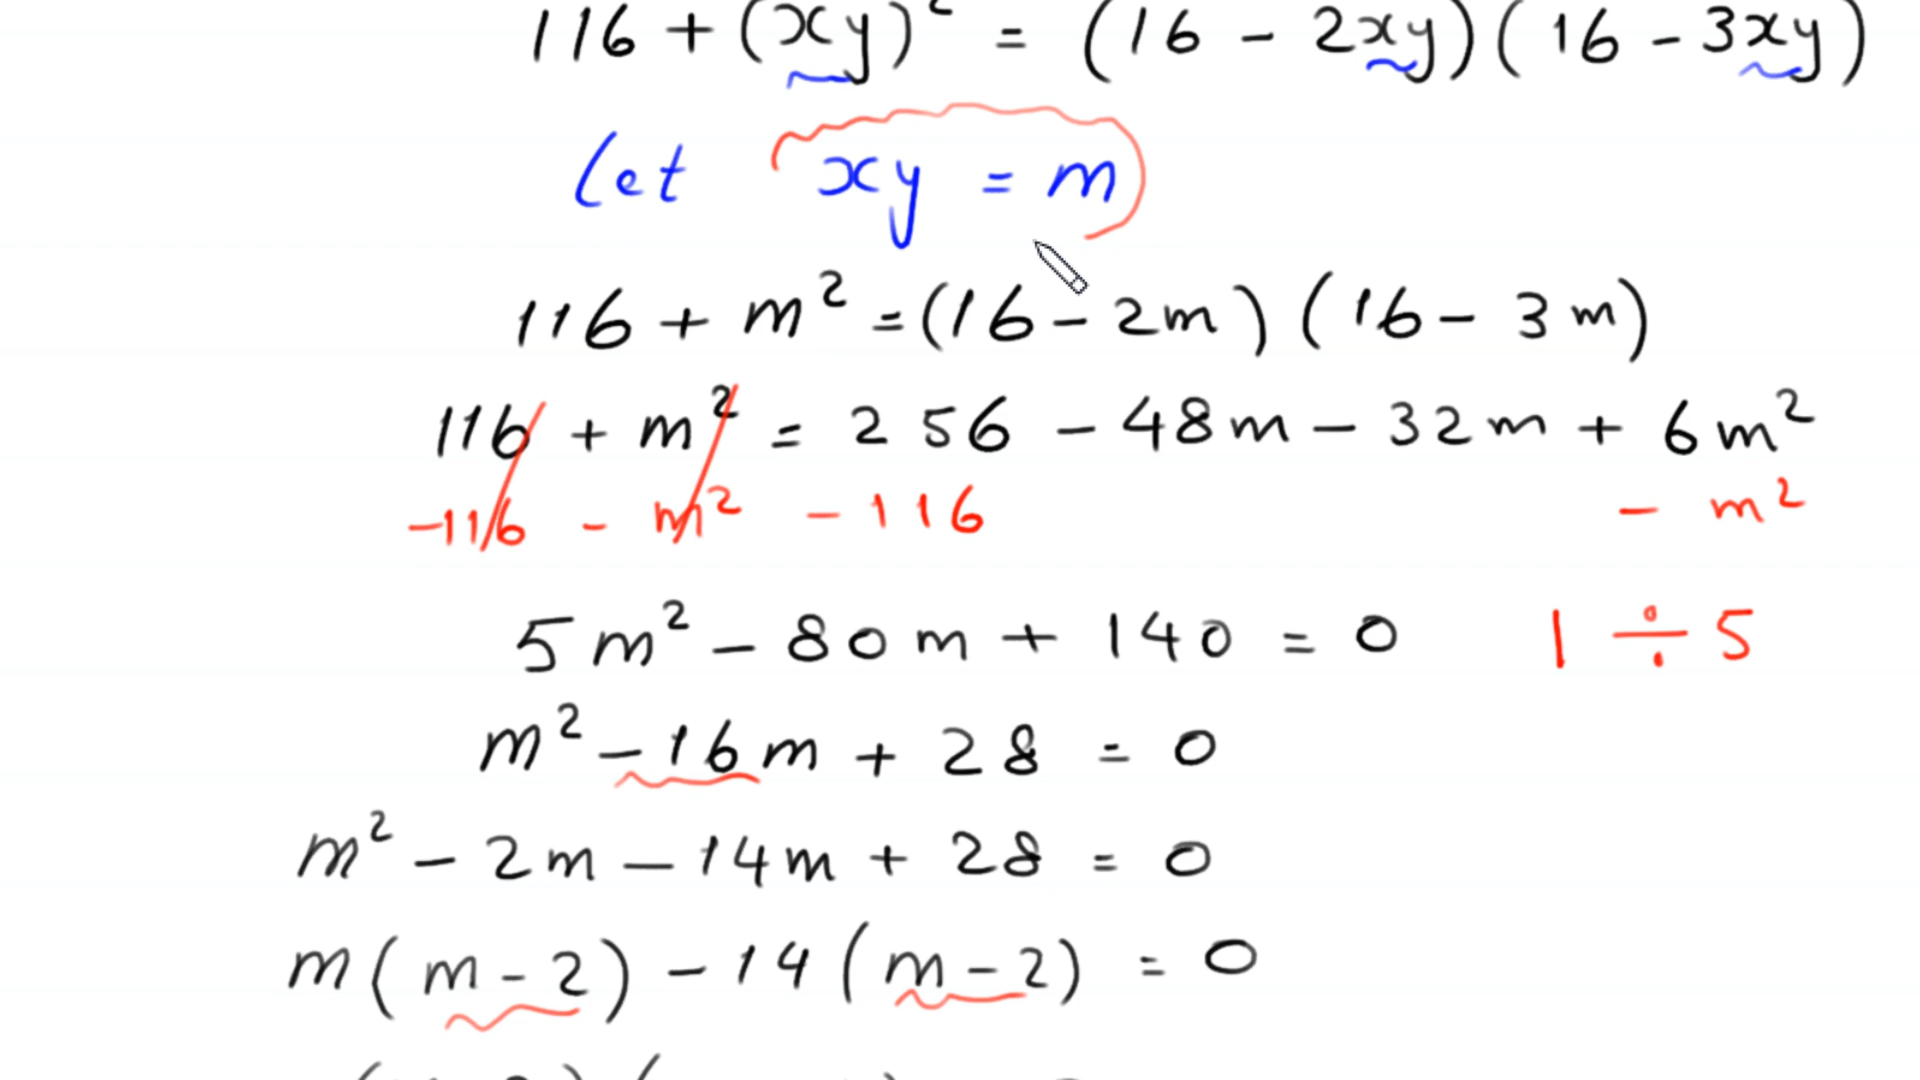 116 + (xy)² = (16 - 2xy)(16 - 3xy)
Let xy = m
116 + m² = (16 - 2m)(16 - 3m)
116 + m² = 256 - 48m - 32m + 6m²
-116 - m² -116 - m²
5m² - 80m + 140 = 0 | ÷ 5
m² - 16m + 28 = 0
m² - 2m - 14m + 28 = 0
m(m - 2) - 14(m - 2) = 0